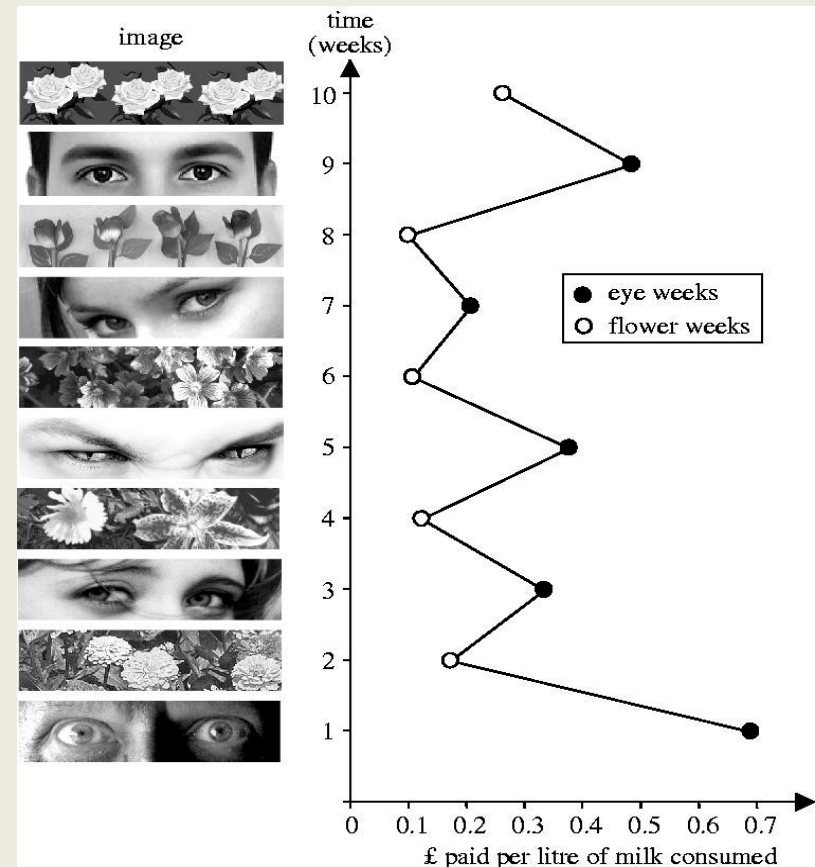 image
time
(weeks)
10
9
8
7
6
5
4
3
2
1
eye weeks
flower weeks
0 0.1 0.2 0.3 0.4 0.5 0.6 0.7
£ paid per litre of milk consumed